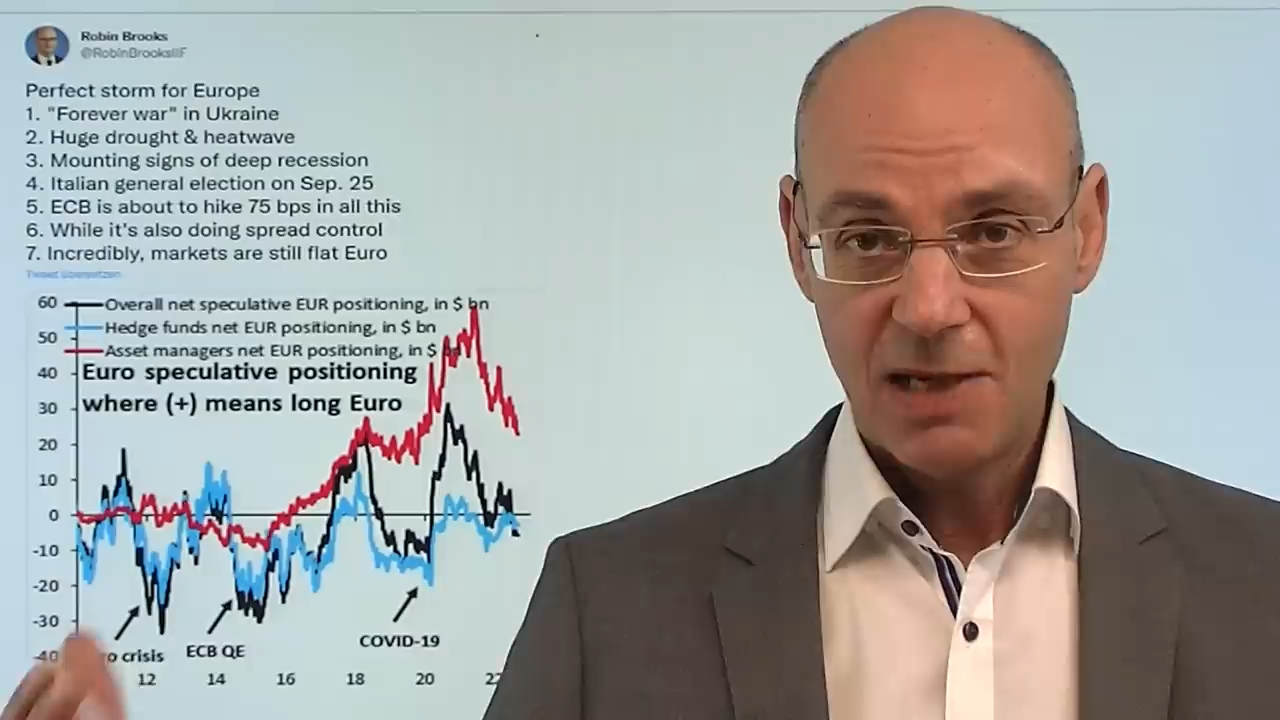 Robin Brooks
@RobinBrooksIIF
Perfect storm for Europe
1. "Forever war" in Ukraine
2. Huge drought & heatwave
3. Mounting signs of deep recession
4. Italian general election on Sep. 25
5. ECB is about to hike 75 bps in all this
6. While it's also doing spread control
7. Incredibly, markets are still flat Euro
Tweet übersetzen
Overall net speculative EUR positioning, in $ bn
Hedge funds net EUR positioning, in $ bn
Asset managers net EUR positioning, in $
Euro speculative positioning
where (+) means long Euro
60
50
40
30
20
10
0
-10
-20
-30
-40
crisis
ECB QE
COVID-19
12 14 16 18 20 22